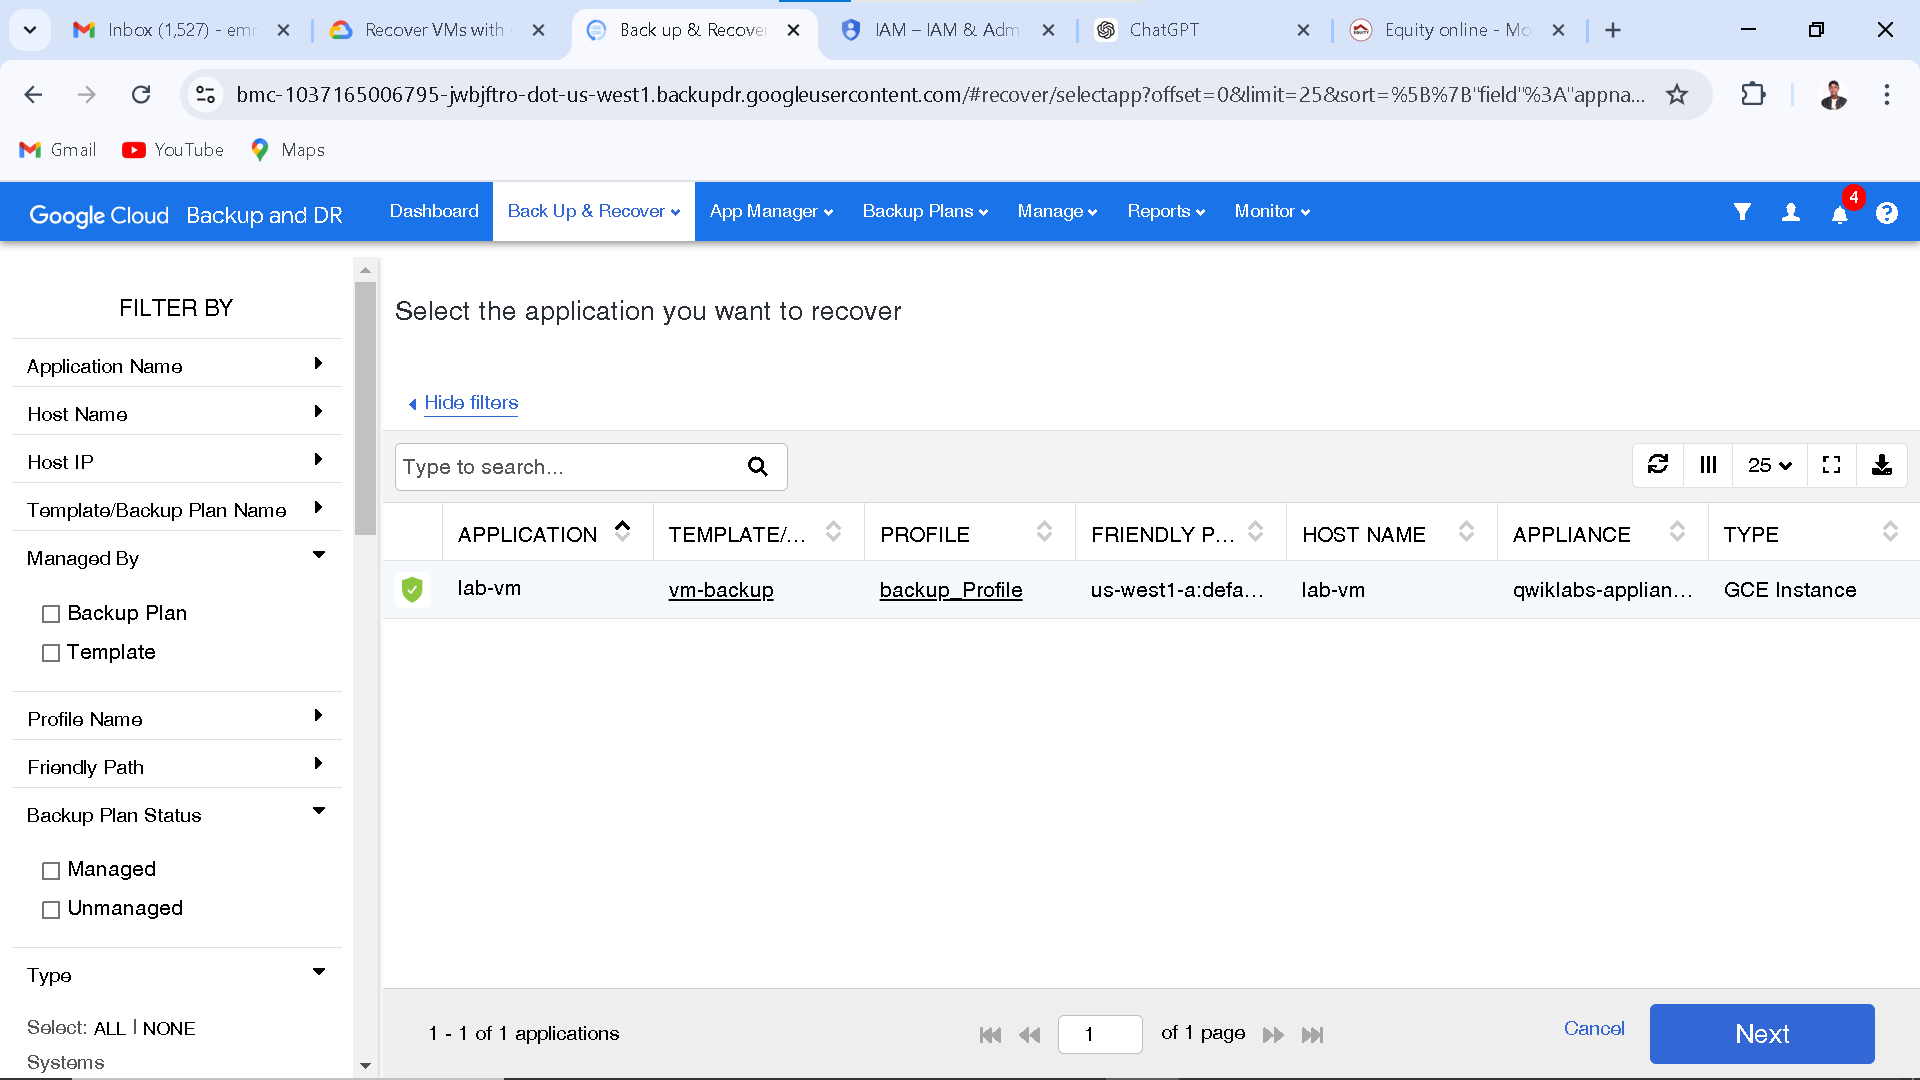 Inbox (1,527) - em
Recover VMs with
Back up & Recover
IAM – IAM & Adm
ChatGPT
Equity online - Mo
bmc-1037165006795-jwbjftro-dot-us-west1.backupdr.googleusercontent.com/#recover/selectapp?offset=0&limit=25&sort=%5B%7B"field"%3A"appna...
Gmail
YouTube
Maps
Google Cloud Backup and DR
Dashboard
Back Up & Recover
App Manager
Backup Plans
Manage
Reports
Monitor
4
FILTER BY
Application Name
Host Name
Host IP
Template/Backup Plan Name
Managed By
Backup Plan
Template
Profile Name
Friendly Path
Backup Plan Status
Managed
Unmanaged
Type
Select: ALL | NONE
Systems
Select the application you want to recover
Hide filters
Type to search...
25
APPLICATION TEMPLATE/... PROFILE FRIENDLY P... HOST NAME APPLIANCE TYPE
lab-vm vm-backup backup_Profile us-west1-a:defa... lab-vm qwiklabs-applian... GCE Instance
1 - 1 of 1 applications
1 of 1 page
Cancel
Next